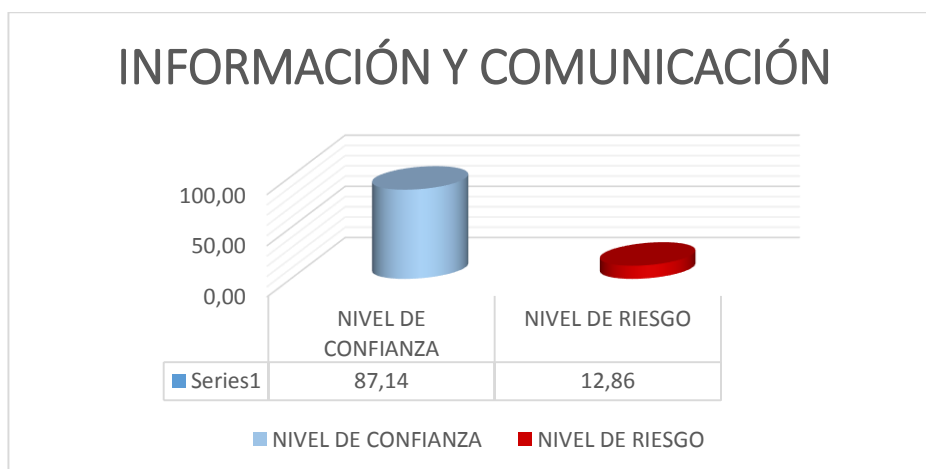 INFORMACIÓN Y COMUNICACIÓN
100,00
50,00
0,00
NIVEL DE CONFIANZA
NIVEL DE RIESGO
Series1
87,14
12,86
NIVEL DE CONFIANZA
NIVEL DE RIESGO